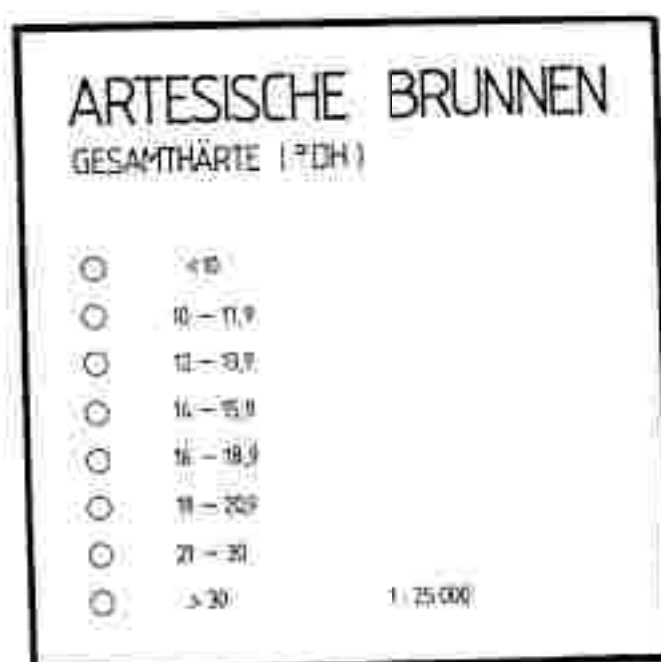 ARTESISCHE BRUNNEN
GESAMTHÄRTE (°DH)
< 10
10 – 11,9
12 – 13,9
14 – 15,9
16 – 18,9
– 20,9
21 – 30
> 30
1 : 25 000